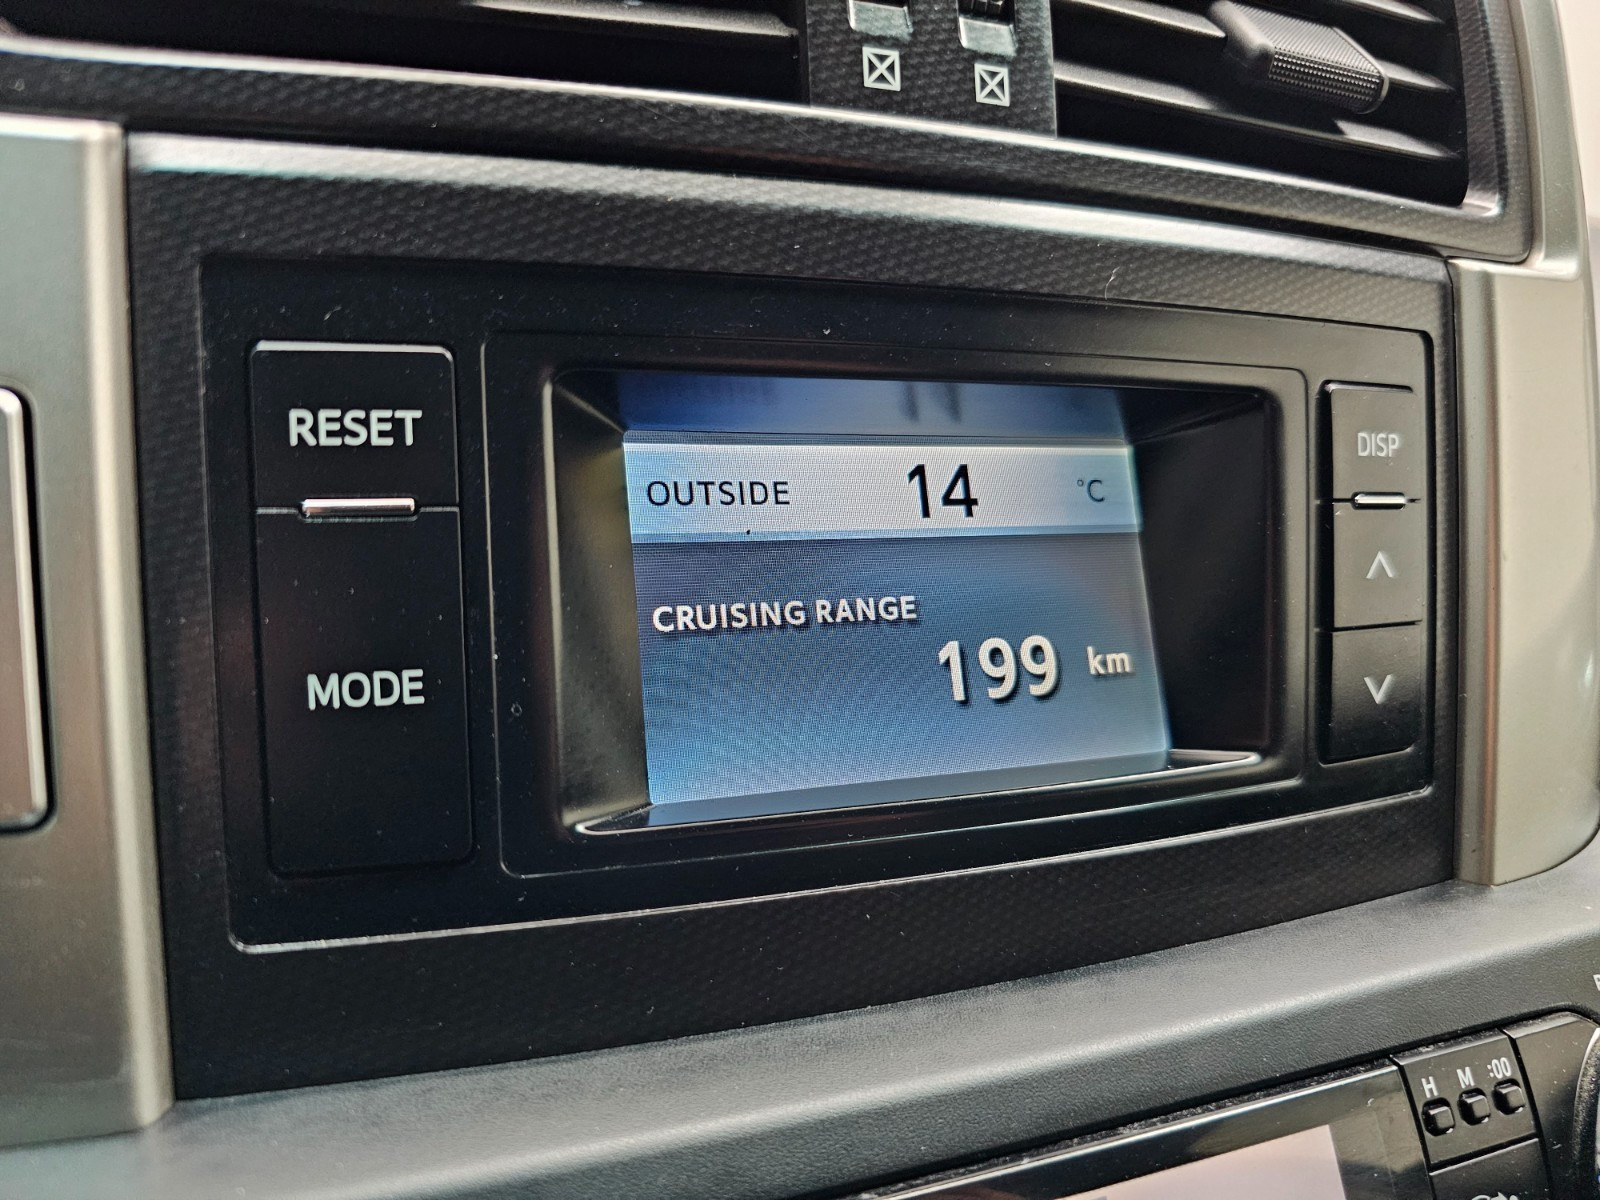 RESET
MODE
OUTSIDE 14 °C
CRUISING RANGE
199 km
DISP
H M :00